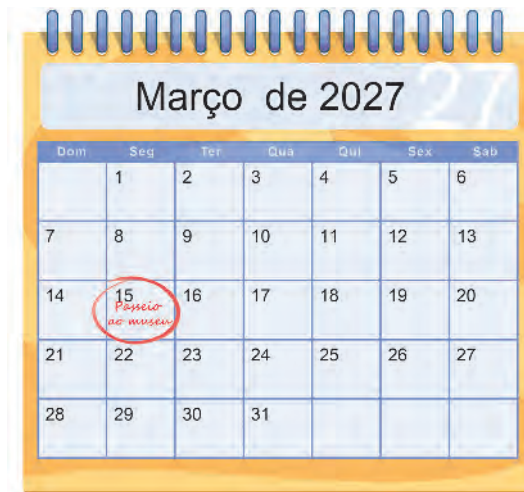 27
Março de 2027
Dom Seg Ter Qua Qui Sex Sab
1 2 3 4 5 6
7 8 9 10 11 12 13
14 15 16 17 18 19 20
Passeio
ao museu
21 22 23 24 25 26 27
28 29 30 31